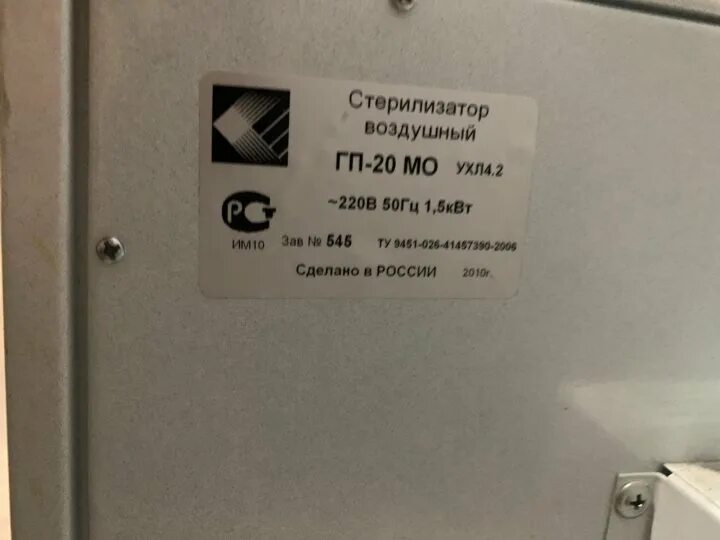 Стерилизатор
воздушный
ГП-20 МО УХЛ4.2
~220В 50Гц 1,5кВт
РСТ
ИМ10 Зав № 545 ТУ 9451-026-41457390-2006
Сделано в РОССИИ 2010г.